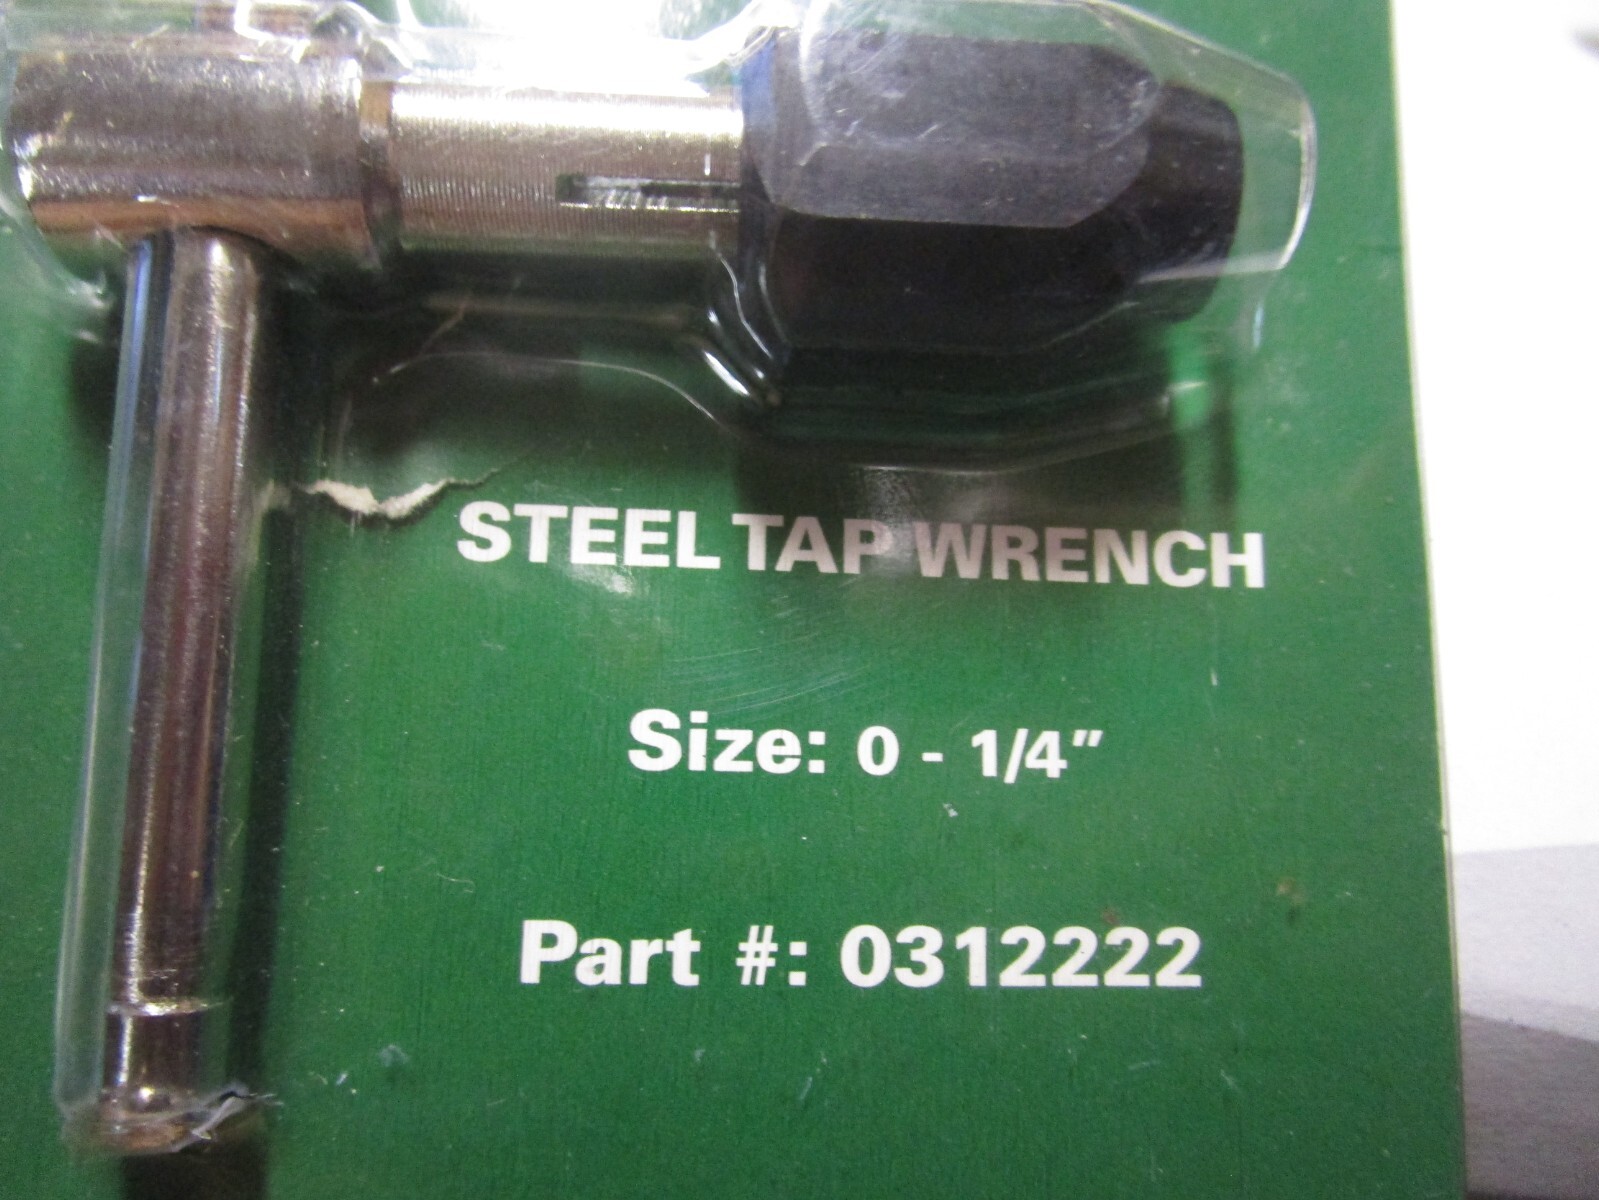 STEEL TAP WRENCH
Size: 0 - 1/4"
Part #: 0312222